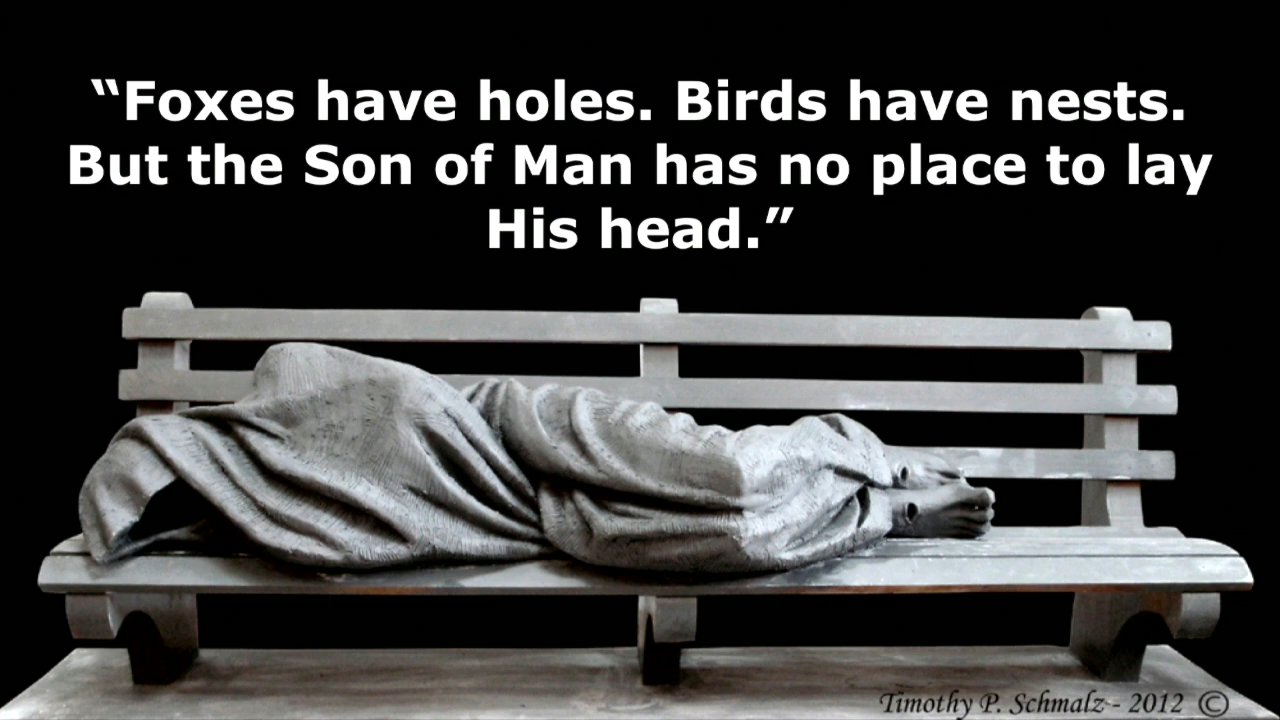 “Foxes have holes. Birds have nests.
But the Son of Man has no place to lay
His head.”
Timothy P. Schmalz - 2012 ©